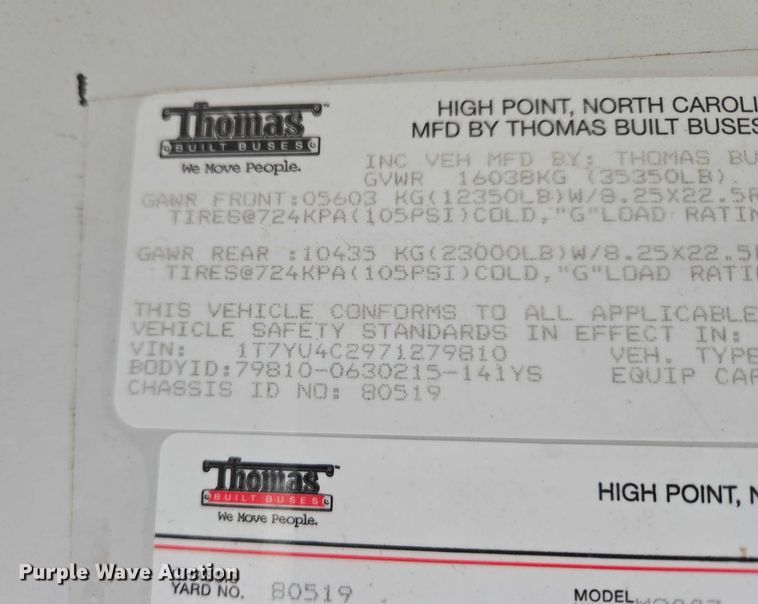 Thomas
BUILT BUSES
We Move People.
HIGH POINT, NORTH CAROLI
MFD BY THOMAS BUILT BUSES
INC VEH MFD BY: THOMAS BU
GVWR 16038KG (35350LB)
GAWR FRONT:05603 KG(12350LB)W/8.25X22.5R
TIRES@724KPA(105PSI)COLD,"G"LOAD RATIN
GAWR REAR :10435 KG(23000LB)W/8.25X22.5R
TIRES@724KPA(105PSI)COLD,"G"LOAD RATI
THIS VEHICLE CONFORMS TO ALL APPLICABLE
VEHICLE SAFETY STANDARDS IN EFFECT IN:
VIN: 1T7YU4C2971279810 VEH. TYPE
BODYID:79810-0630215-141YS EQUIP CAP
CHASSIS ID NO: 80519
Thomas
BUILT BUSES
We Move People.
HIGH POINT, N
Purple Wave Auction
YARD NO. 80519 MODEL